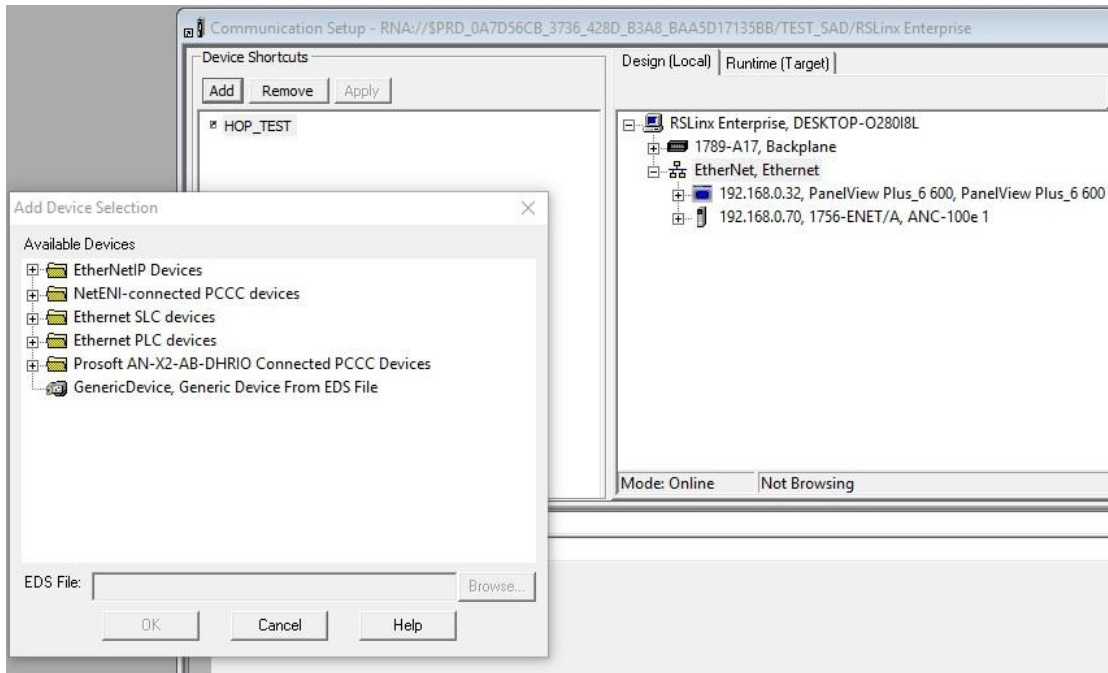 Communication Setup - RNA://$PRD_0A7D56CB_3736_428D_B3A8_BAA5D17135BB/TEST_SAD/RSLinx Enterprise
Device Shortcuts
Add Remove Apply
HOP_TEST
Design (Local) Runtime (Target)
RSLinx Enterprise, DESKTOP-O280I8L
1789-A17, Backplane
EtherNet, Ethernet
192.168.0.32, PanelView Plus_6 600, PanelView Plus_6 600
192.168.0.70, 1756-ENET/A, ANC-100e 1
Mode: Online Not Browsing
Add Device Selection
Available Devices
EtherNetIP Devices
NetENI-connected PCCC devices
Ethernet SLC devices
Ethernet PLC devices
Prosoft AN-X2-AB-DHRIO Connected PCCC Devices
GenericDevice, Generic Device From EDS File
EDS File: Browse...
OK Cancel Help